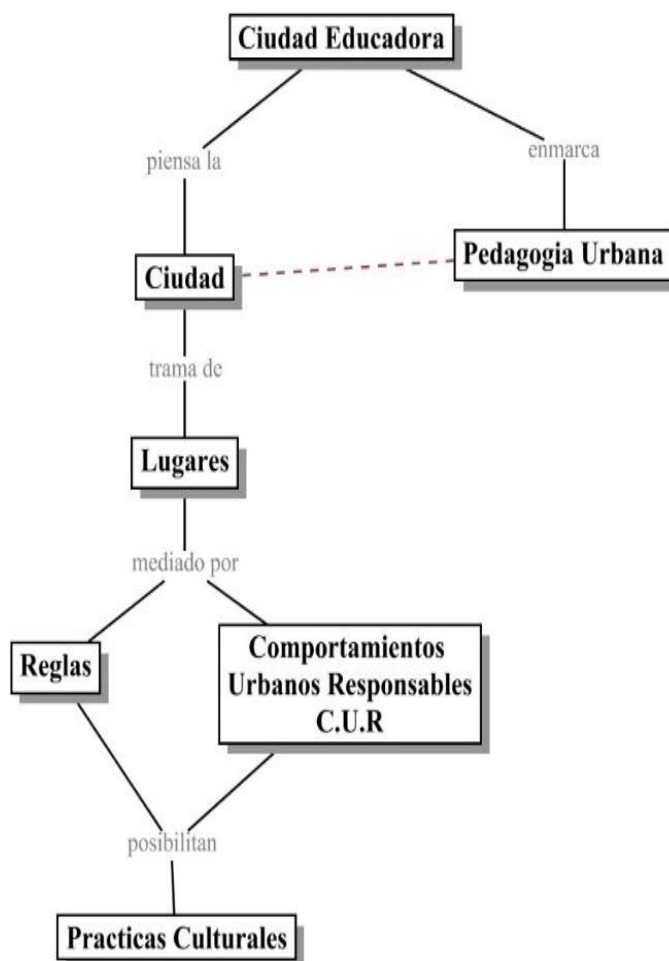 Ciudad Educadora
piensa la
enmarca
Ciudad
Pedagogia Urbana
trama de
Lugares
mediado por
Reglas
Comportamientos
Urbanos Responsables
C.U.R
posibilitan
Practicas Culturales